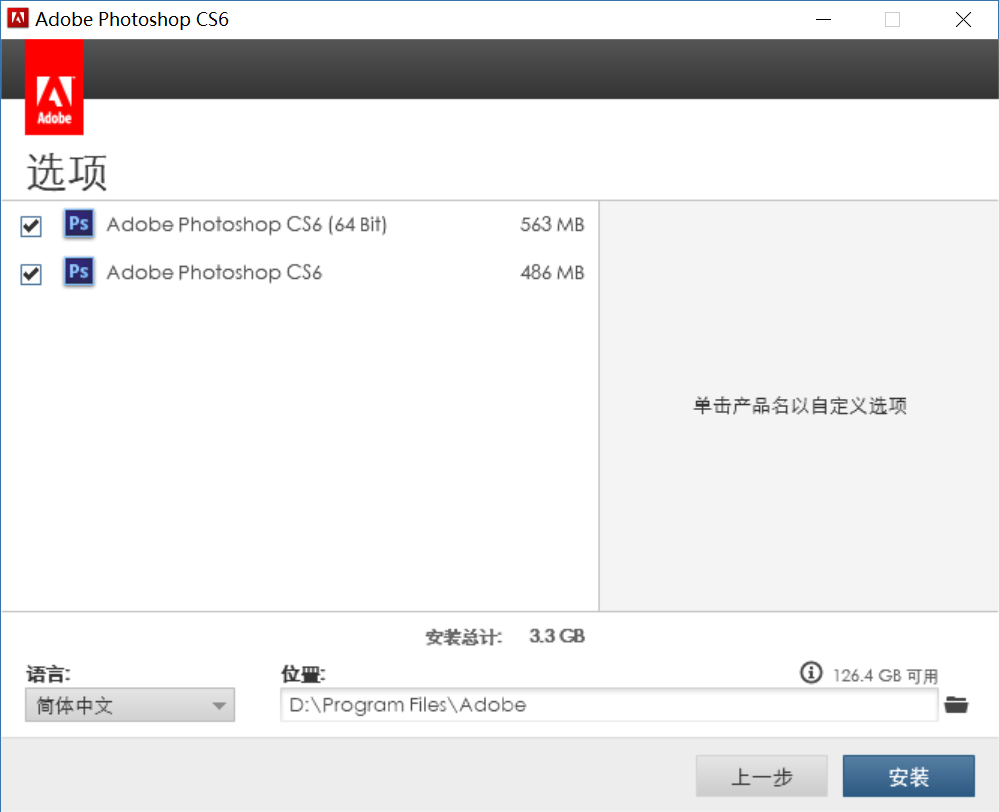 Adobe Photoshop CS6
Adobe
选项
Ps Adobe Photoshop CS6 (64 Bit) 563 MB
Ps Adobe Photoshop CS6 486 MB
单击产品名以自定义选项
安装总计: 3.3 GB
语言: 位置: 126.4 GB 可用
简体中文 D:\Program Files\Adobe
上一步 安装